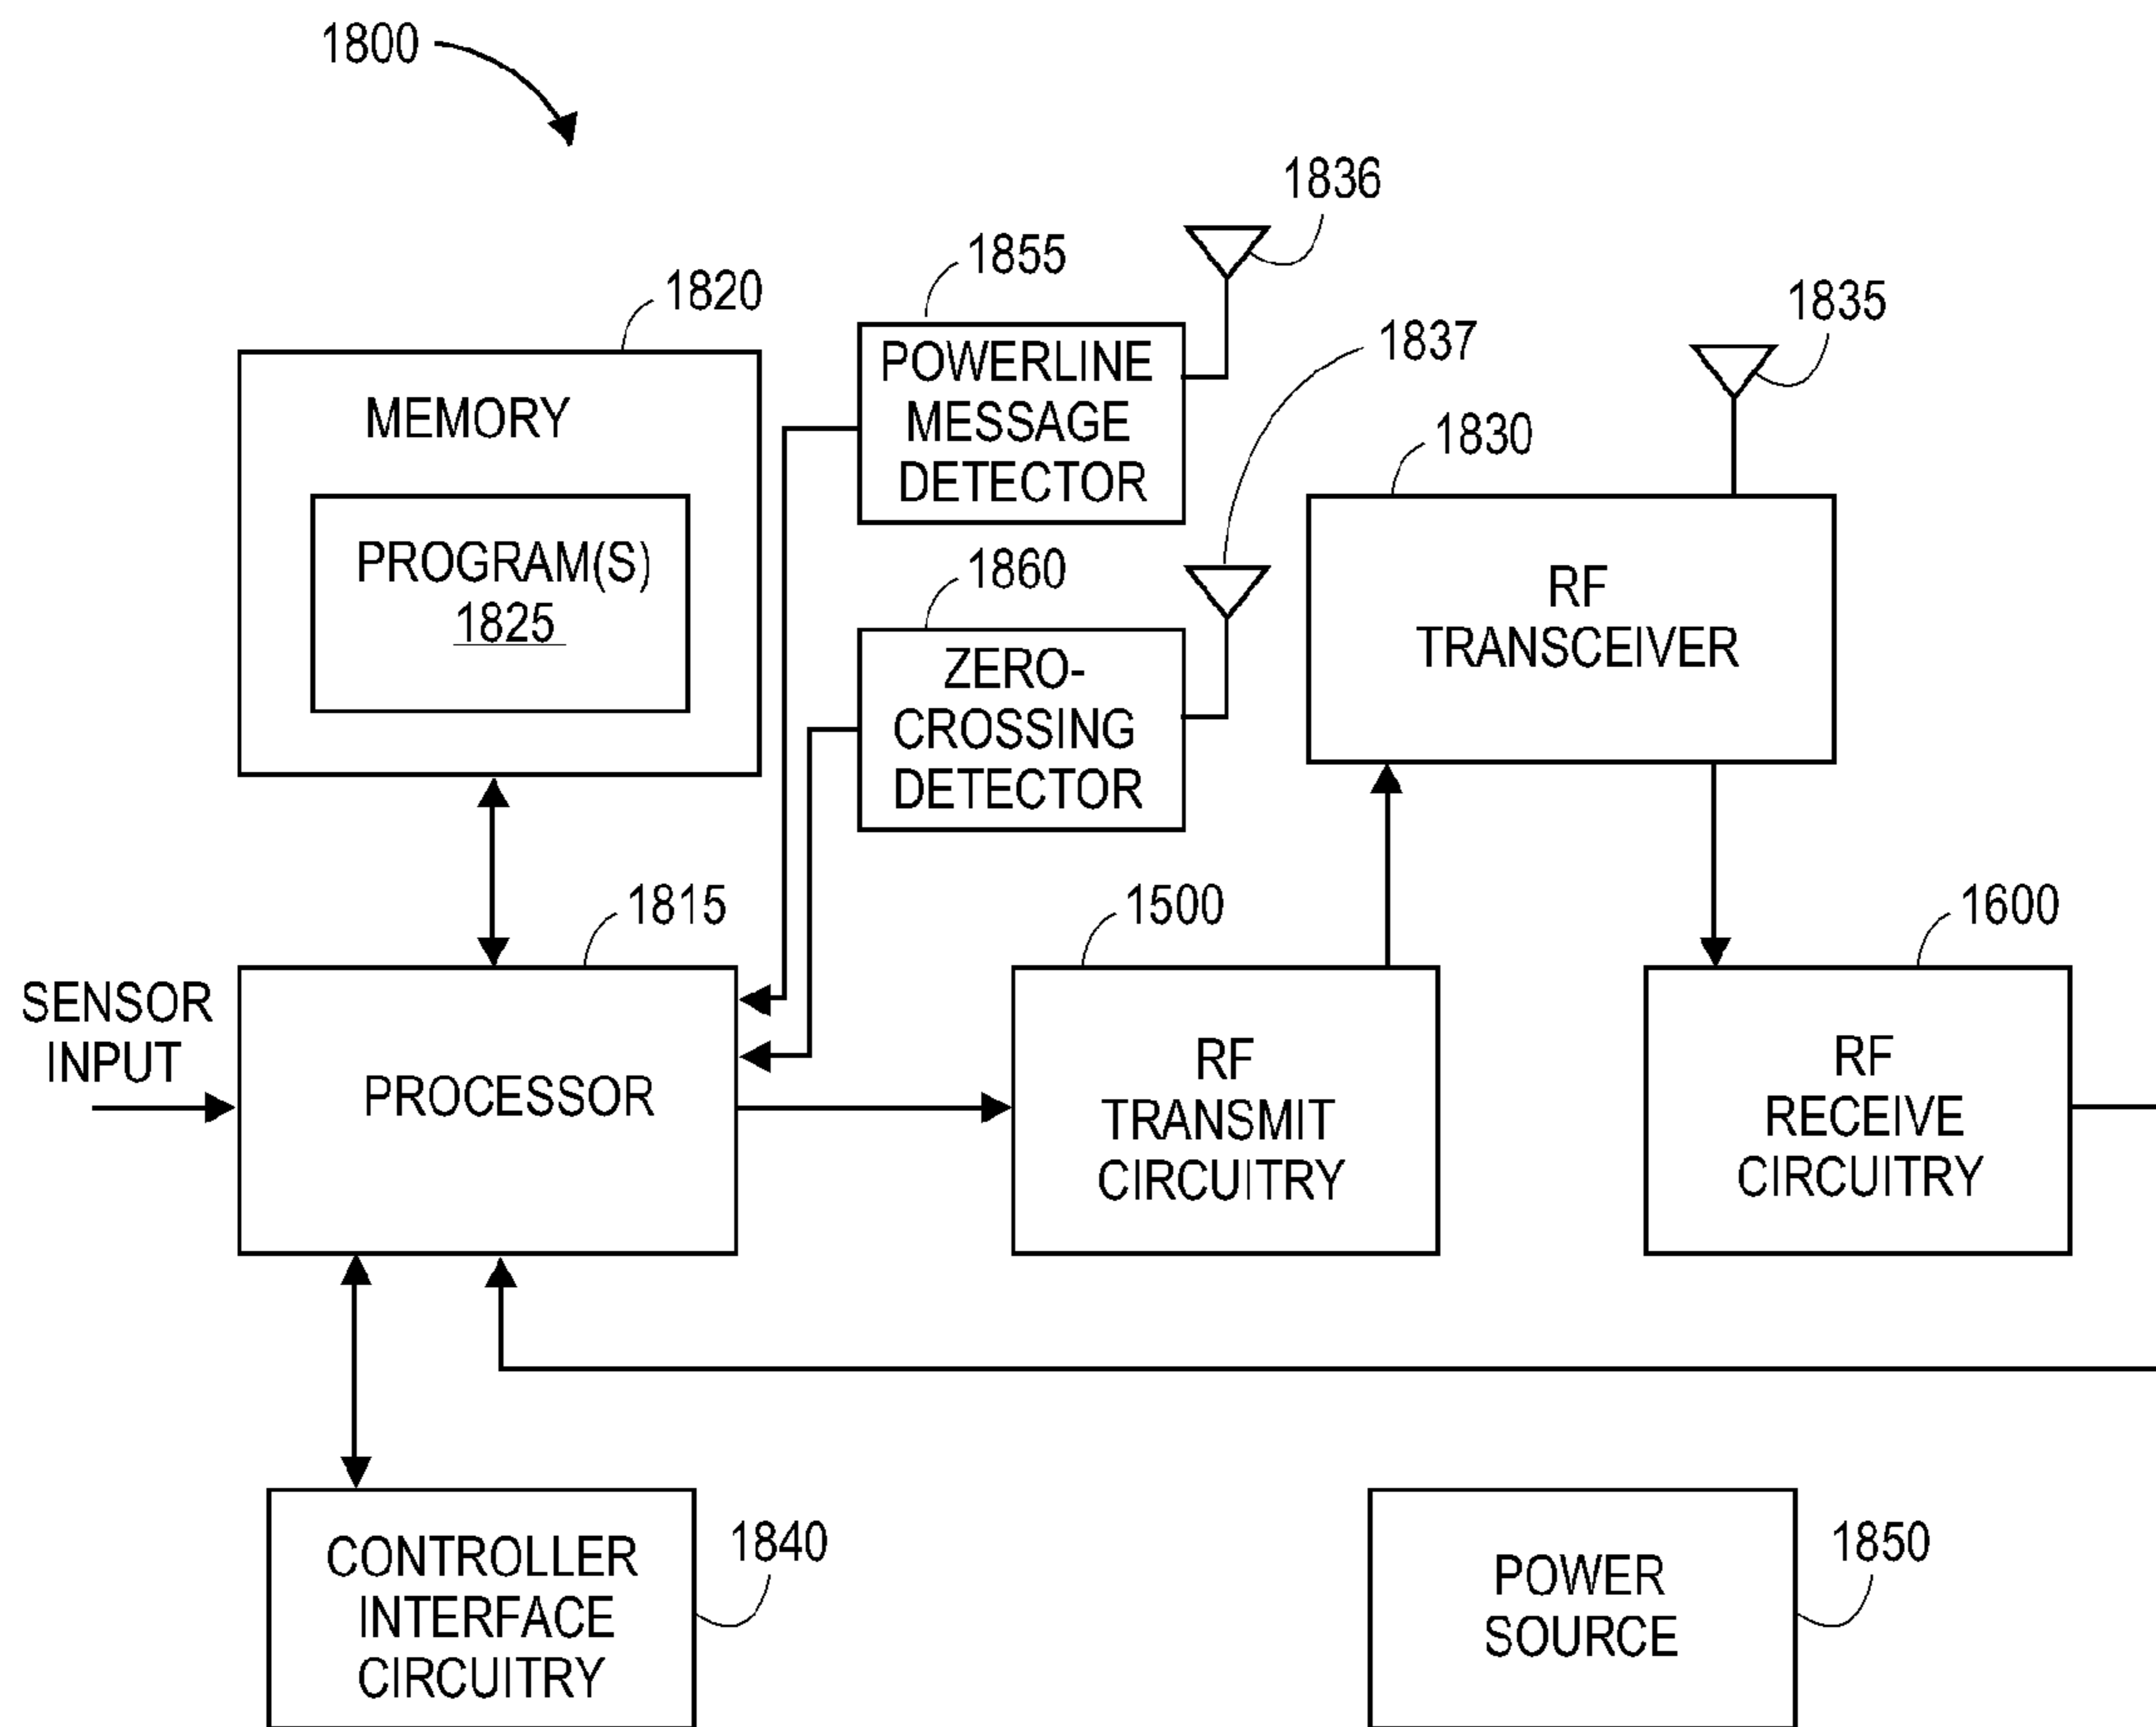 1800
1836
1855
1820
1835
1837
POWERLINE
MESSAGE
DETECTOR
MEMORY
1830
PROGRAM(S)
1825
1860
RF
TRANSCEIVER
ZERO-
CROSSING
DETECTOR
1815
1500
1600
SENSOR
INPUT
PROCESSOR
RF
TRANSMIT
CIRCUITRY
RF
RECEIVE
CIRCUITRY
CONTROLLER
INTERFACE
CIRCUITRY
1840
POWER
SOURCE
1850